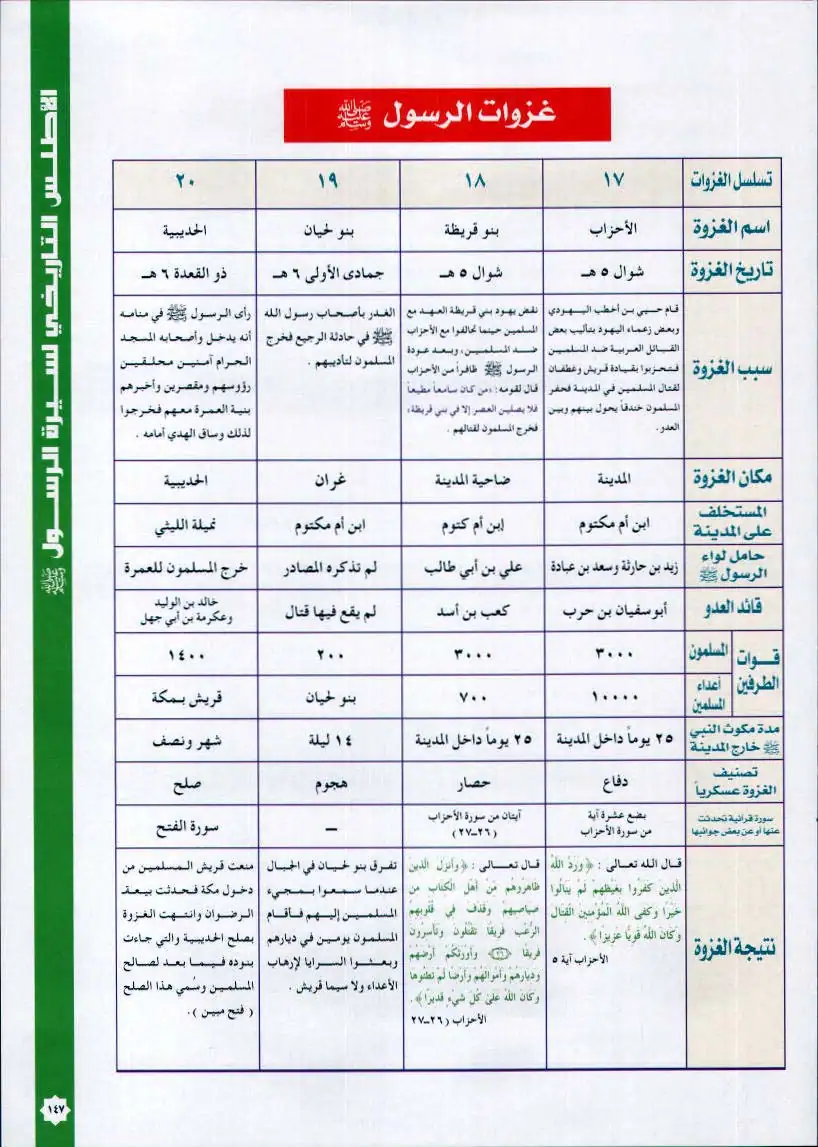 الأطلس التاريخي لسيرة الرسول ﷺ
غزوات الرسول ﷺ
تسلسل الغزوات ١٧ ١٨ ١٩ ٢٠
اسم الغزوة الأحزاب بنو قريظة بنو لحيان الحديبية
تاريخ الغزوة شوال ٥ هـ شوال ٥ هـ جمادى الأولى ٦ هـ ذو القعدة ٦ هـ
سبب الغزوة
قام حيي بن أخطب اليهودي
وبعض زعماء اليهود بتأليب بعض
القبائل العربية ضد المسلمين
فتحزبوا بقيادة قريش وغطفان
لقتال المسلمين في المدينة فحفر
المسلمون خندقاً يحول بينهم وبين
العدو.
نقض يهود بني قريظة العهد مع
المسلمين حينما تحالفوا مع الأحزاب
ضد المسلمين، وبعد عودة
الرسول ﷺ ظافراً من الأحزاب
قال لقومه: «من كان سامعاً مطيعاً
فلا يصلين العصر إلا في بني قريظة»
فخرج المسلمون لقتالهم .
الغدر بأصحاب رسول الله
ﷺ في حادثة الرجيع فخرج
المسلمون لتأديبهم .
رأى الرسول ﷺ في منامه
أنه يدخل وأصحابه المسجد
الحرام آمنين محلقين
رؤوسهم ومقصرين وأخبرهم
بنية العمرة معهم فخرجوا
لذلك وساق الهدي أمامه .
مكان الغزوة المدينة ضاحية المدينة غران الحديبية
المستخلف
على المدينة
ابن أم مكتوم إبن أم كتوم ابن أم مكتوم نميلة الليثي
حامل لواء
الرسول ﷺ
زيد بن حارثة وسعد بن عبادة علي بن أبي طالب لم تذكره المصادر خرج المسلمون للعمرة
قائد العدو أبو سفيان بن حرب كعب بن أسد لم يقع فيها قتال
خالد بن الوليد
وعكرمة بن أبي جهل
قوات
الطرفين
المسلمون ٣٠٠٠ ٣٠٠٠ ٢٠٠ ١٤٠٠
أعداء
المسلمين
١٠٠٠٠ ٧٠٠ بنو لحيان قريش بمكة
مدة مكوث النبي
ﷺ خارج المدينة
٢٥ يوماً داخل المدينة ٢٥ يوماً داخل المدينة ١٤ ليلة شهر ونصف
تصنيف
الغزوة عسكرياً
دفاع حصار هجوم صلح
سورة قرآنية تحدثت
عنها أو عن بعض جوانبها
بضع عشرة آية
من سورة الأحزاب
آيتان من سورة الأحزاب
(٢٦-٢٧)
–
سورة الفتح
نتيجة الغزوة
قال الله تعالى : ﴿وَرَدَّ اللَّهُ
الَّذِينَ كَفَرُوا بِغَيْظِهِمْ لَمْ يَنَالُوا
خَيْرًا وَكَفَى اللَّهُ الْمُؤْمِنِينَ الْقِتَالَ
وَكَانَ اللَّهُ قَوِيًّا عَزِيزًا﴾ .
الأحزاب آية ٥
قال تعالى : ﴿وَأَنزَلَ الَّذِينَ
ظَاهَرُوهُم مِّنْ أَهْلِ الْكِتَابِ مِن
صَيَاصِيهِمْ وَقَذَفَ فِي قُلُوبِهِمُ
الرُّعْبَ فَرِيقًا تَقْتُلُونَ وَتَأْسِرُونَ
فَرِيقًا (٢٦) وَأَوْرَثَكُمْ أَرْضَهُمْ
وَدِيَارَهُمْ وَأَمْوَالَهُمْ وَأَرْضًا لَّمْ تَطَئُوهَا
وَكَانَ اللَّهُ عَلَىٰ كُلِّ شَيْءٍ قَدِيرًا﴾ .
الأحزاب ( ٢٦-٢٧
تفرق بنو لحيان في الجبال
عندما سمعوا بمجيء
المسلمين إليهم فأقام
المسلمون يومين في ديارهم
وبعثوا السرايا لإرهاب
الأعداء ولا سيما قريش .
منعت قريش المسلمين من
دخول مكة فحدثت بيعة
الرضوان وانتهت الغزوة
بصلح الحديبية والتي جاءت
بنوده فيما بعد لصالح
المسلمين وسُمي هذا الصلح
( فتح مبين ).
١٤٧